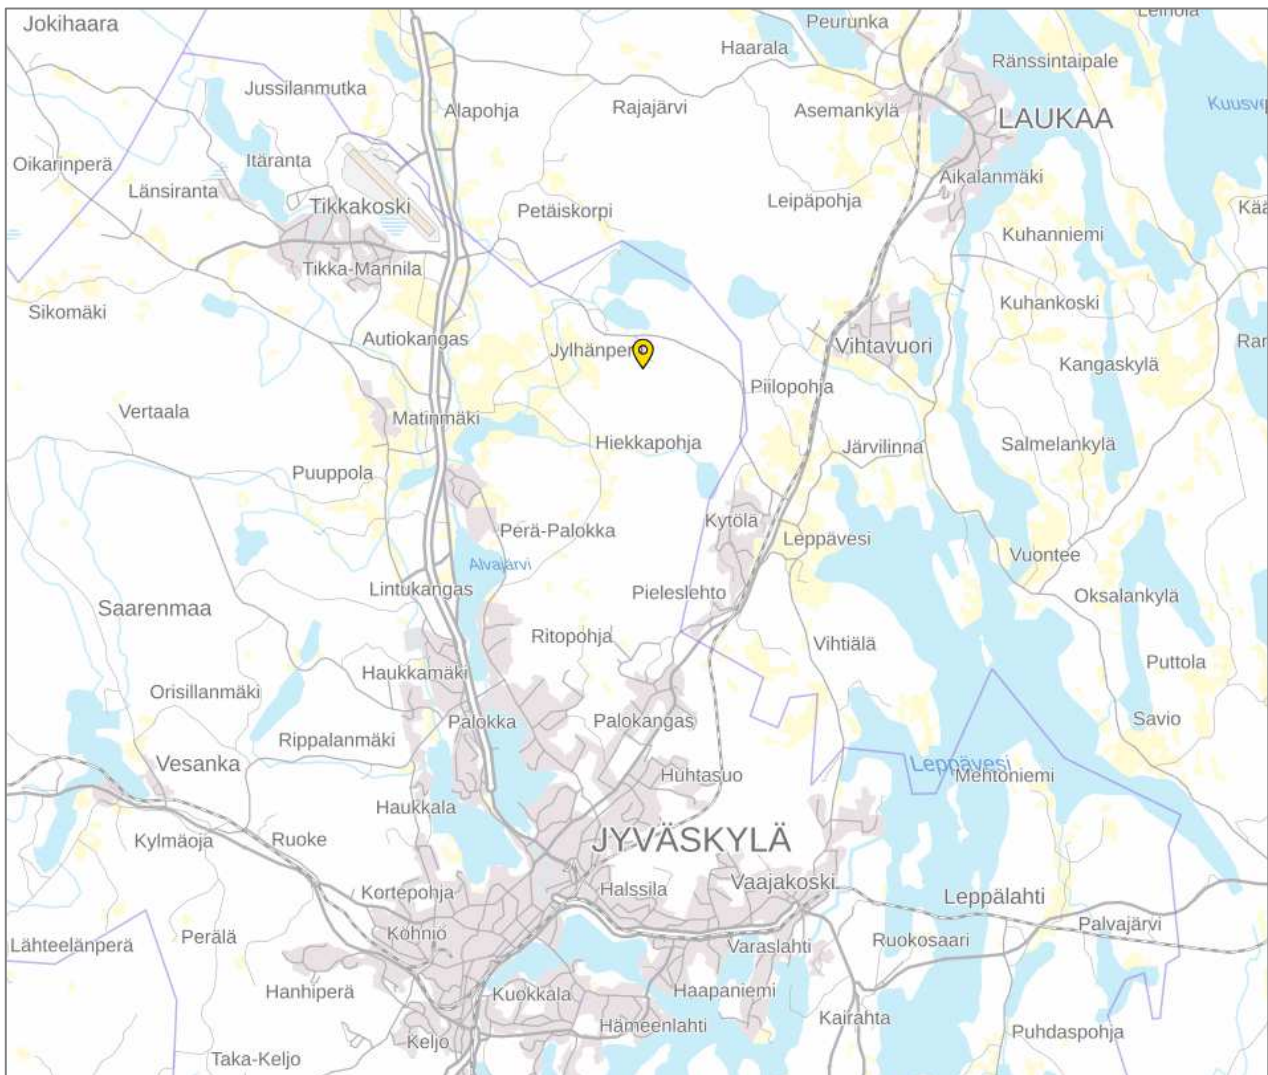 Jokihaara
Peurunka
Haarala
Ränssintaipale
Jussilanmutka
Alapohja
Rajajärvi
Asemankylä
LAUKAA
Oikarinperä
Itäranta
Länsiranta
Tikkakoski
Petäiskorpi
Leipäpohja
Aikalanmäki
Kuhanniemi
Tikka-Mannila
Sikomäki
Kuhankoski
Autiokangas
Vihtavuori
Kangaskylä
Piilopohja
Vertaala
Matinmäki
Hiekkapohja
Järvilinna
Salmelankylä
Puuppola
Kytölä
Perä-Palokka
Leppävesi
Vuontee
Alvajärvi
Lintukangas
Pieleslehto
Oksalankylä
Saarenmaa
Ritopohja
Vihtiälä
Puttola
Haukkamäki
Orisillanmäki
Palokka
Palokangas
Savio
Rippalanmäki
Vesanka
Leppävesi
Huhtasuo
Mehtoniemi
Haukkala
Kylmäoja
Ruoke
JYVÄSKYLÄ
Kortepohja
Halssila
Vaajakoski
Leppälahti
Palvajärvi
Köhniö
Perälä
Lähteelänperä
Varaslahti
Ruokosaari
Hanhiperä
Kuokkala
Haapaniemi
Kairahta
Hämeenlahti
Puhdaspohja
Keljo
Taka-Keljo